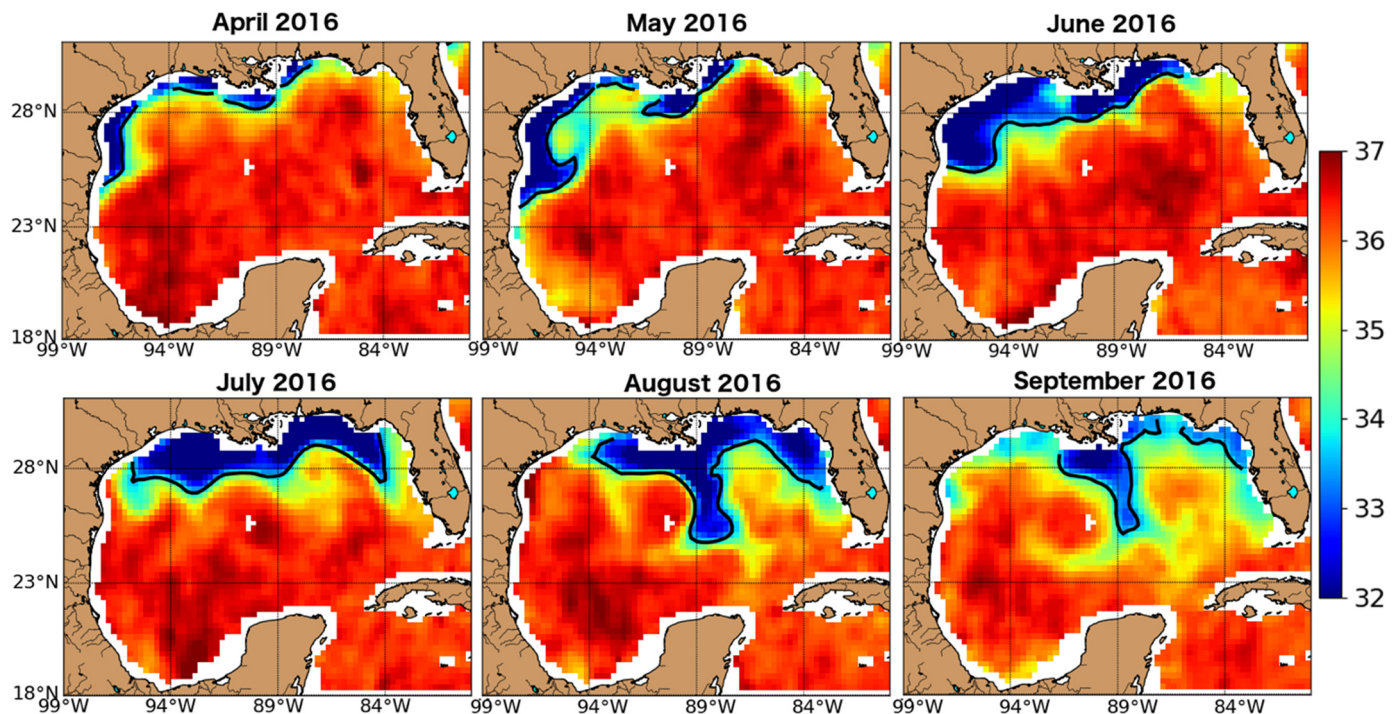 April 2016
May 2016
June 2016
28°N
23°N
18°N
99°W 94°W 89°W 84°W 99°W 94°W 89°W 84°W 99°W 94°W 89°W 84°W
37
36
35
34
33
32
July 2016
August 2016
September 2016
28°N
23°N
18°N
99°W 94°W 89°W 84°W 99°W 94°W 89°W 84°W 99°W 94°W 89°W 84°W